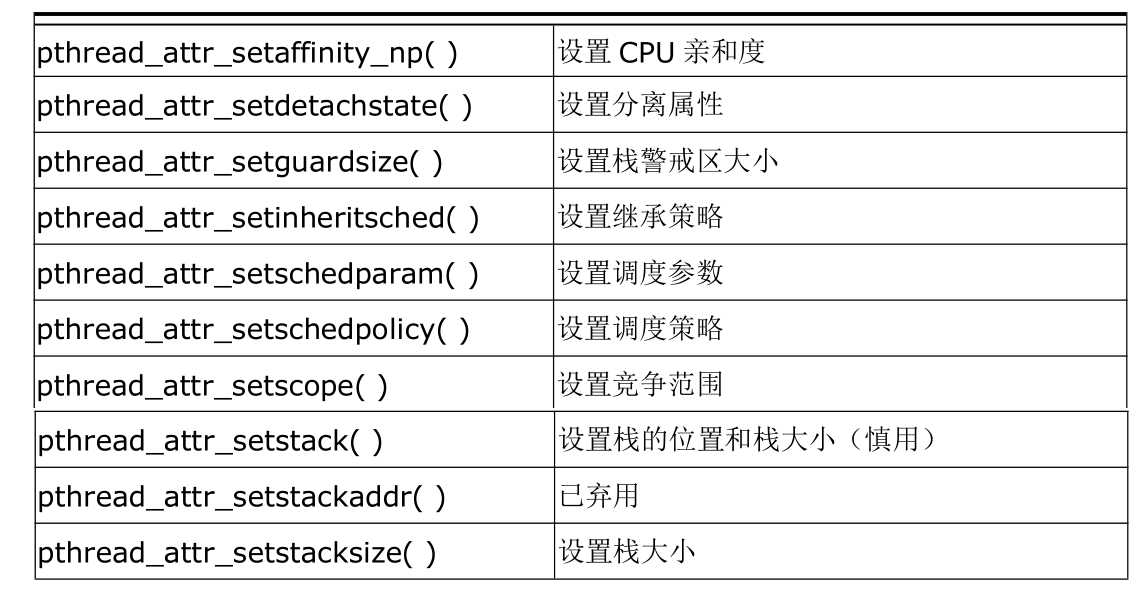 pthread_attr_setaffinity_np( ) 设置 CPU 亲和度
pthread_attr_setdetachstate( ) 设置分离属性
pthread_attr_setguardsize( ) 设置栈警戒区大小
pthread_attr_setinheritsched( ) 设置继承策略
pthread_attr_setschedparam( ) 设置调度参数
pthread_attr_setschedpolicy( ) 设置调度策略
pthread_attr_setscope( ) 设置竞争范围
pthread_attr_setstack( ) 设置栈的位置和栈大小（慎用）
pthread_attr_setstackaddr( ) 已弃用
pthread_attr_setstacksize( ) 设置栈大小